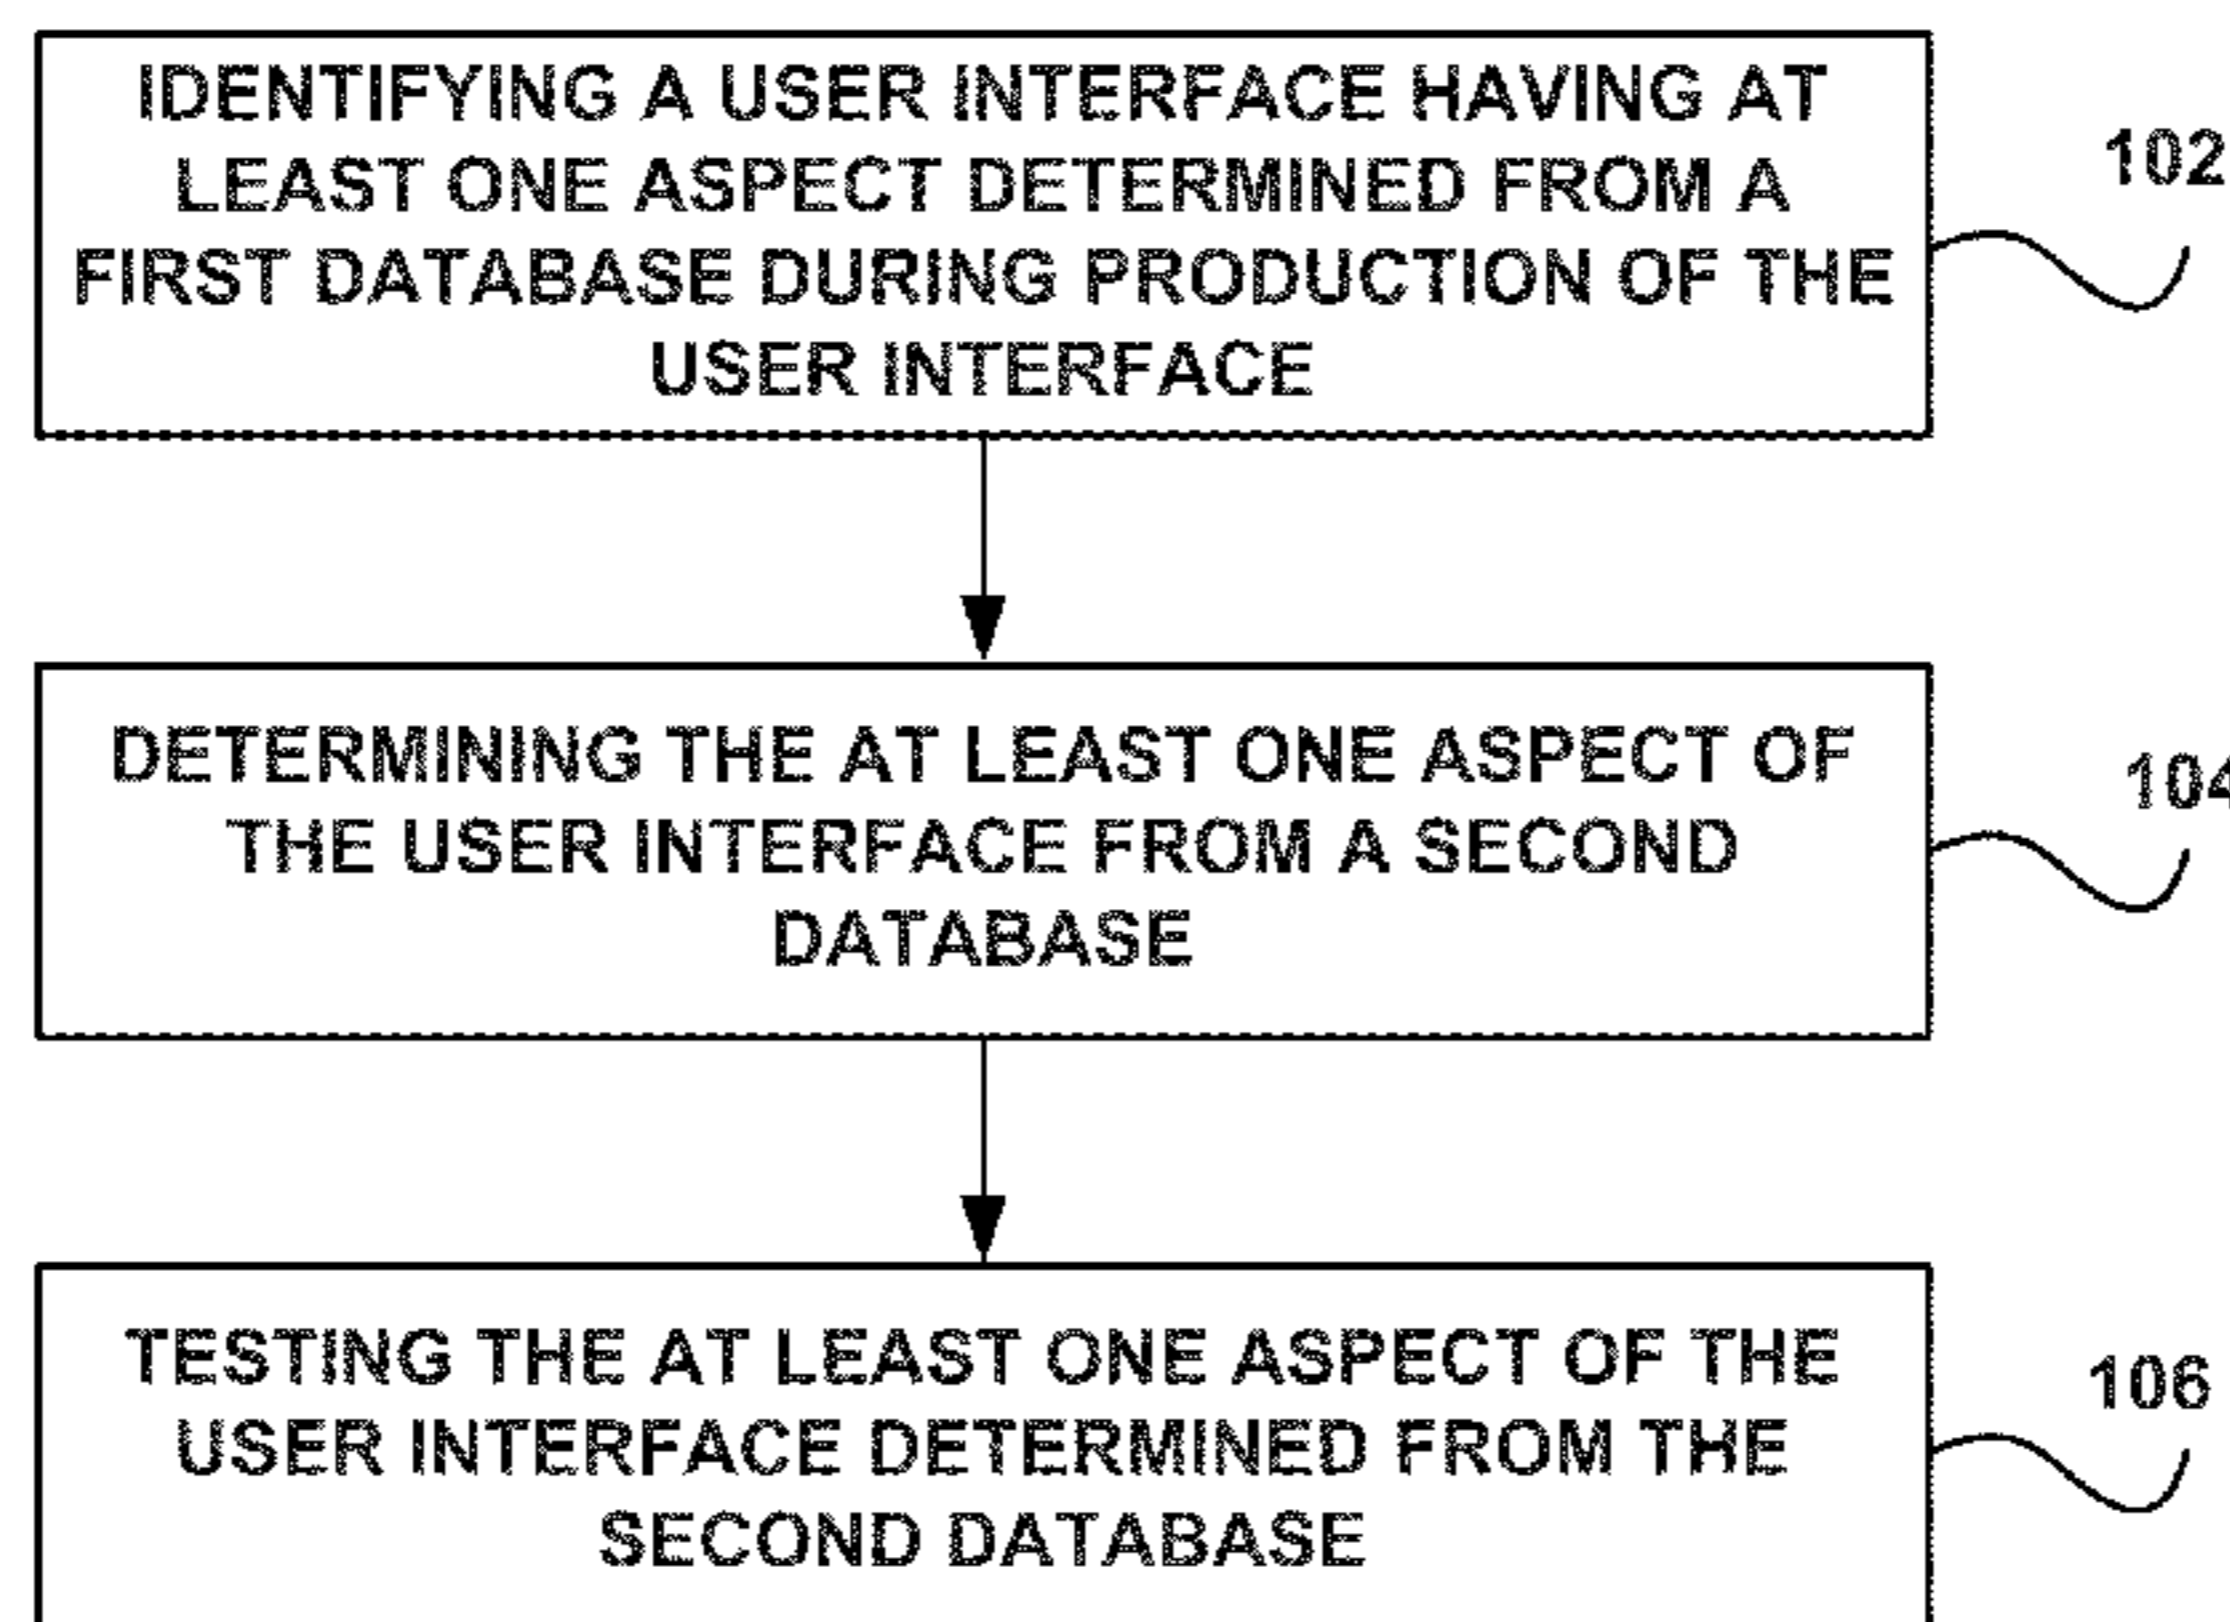 IDENTIFYING A USER INTERFACE HAVING AT
LEAST ONE ASPECT DETERMINED FROM A
FIRST DATABASE DURING PRODUCTION OF THE
USER INTERFACE
102
DETERMINING THE AT LEAST ONE ASPECT OF
THE USER INTERFACE FROM A SECOND
DATABASE
104
TESTING THE AT LEAST ONE ASPECT OF THE
USER INTERFACE DETERMINED FROM THE
SECOND DATABASE
106